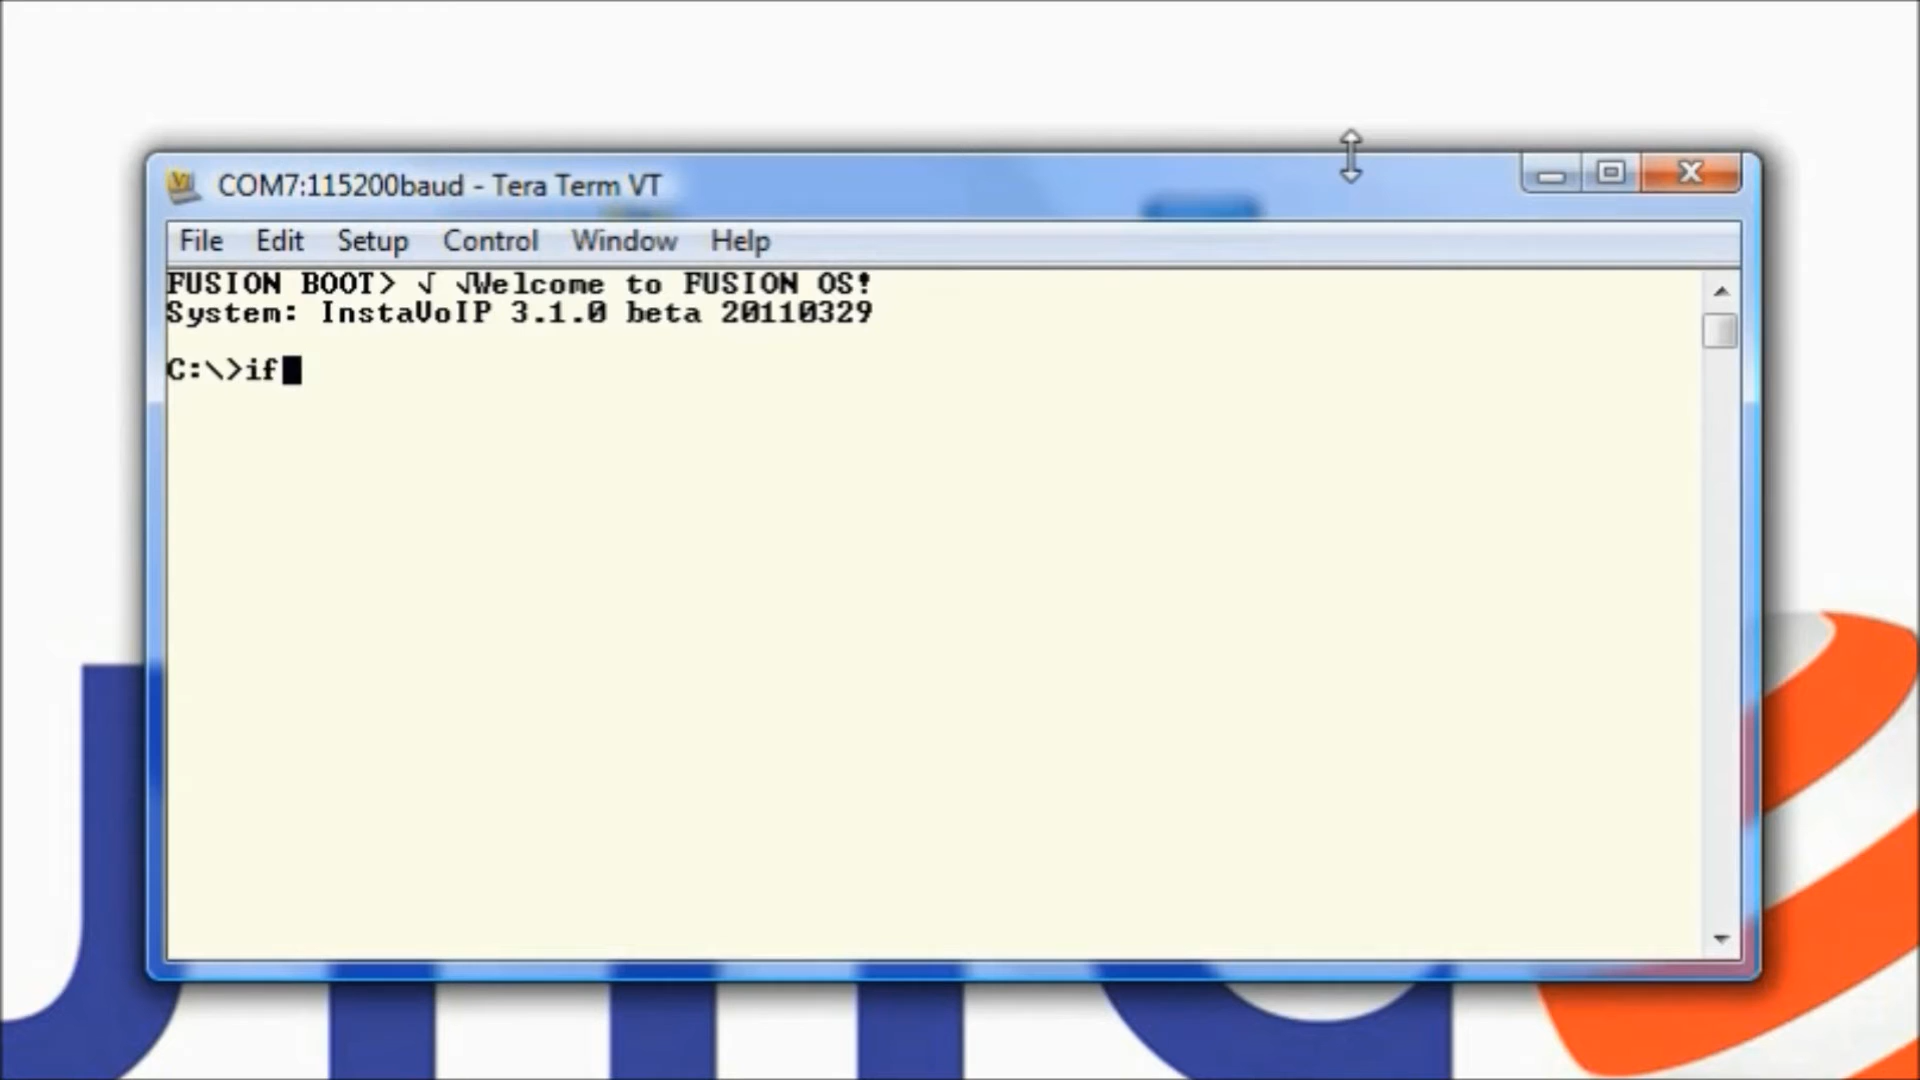 COM7:115200baud - Tera Term VT
File Edit Setup Control Window Help
FUSION BOOT> √ √Welcome to FUSION OS!
System: InstaVoIP 3.1.0 beta 20110329
C:\>if